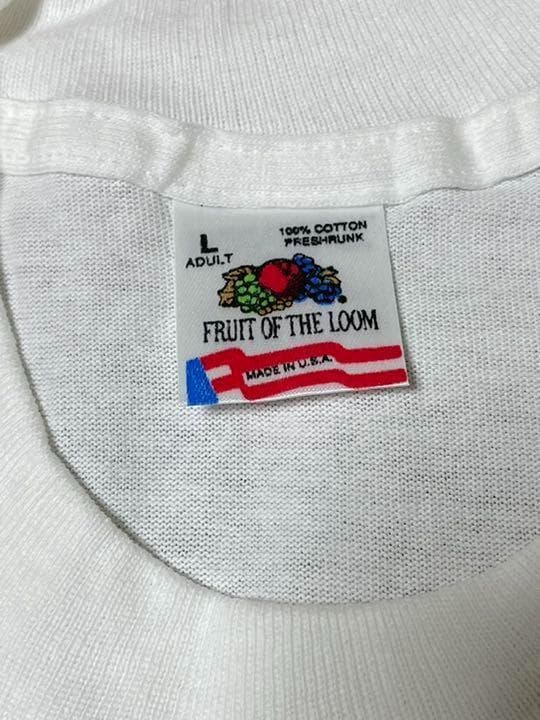 L
ADULT
100% COTTON
PRESHRUNK
FRUIT OF THE LOOM
MADE IN U.S.A.